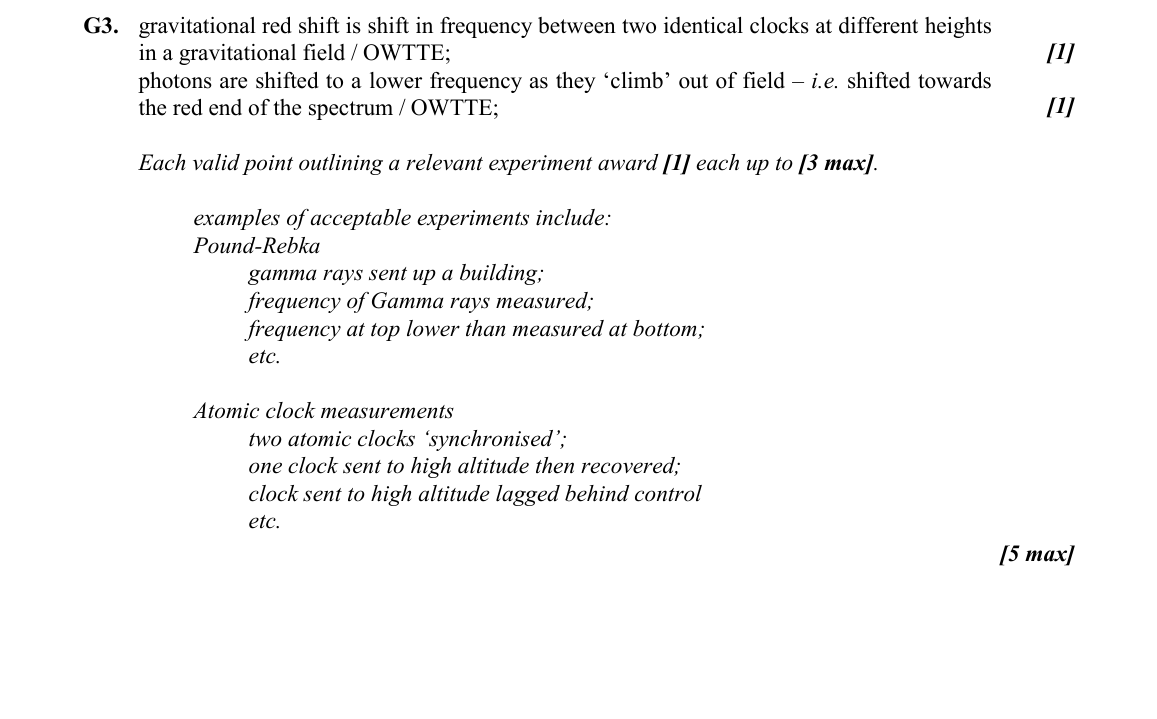 G3. gravitational red shift is shift in frequency between two identical clocks at different heights
in a gravitational field / OWTTE; [1]
photons are shifted to a lower frequency as they ‘climb’ out of field – i.e. shifted towards
the red end of the spectrum / OWTTE; [1]
Each valid point outlining a relevant experiment award [1] each up to [3 max].
examples of acceptable experiments include:
Pound-Rebka
gamma rays sent up a building;
frequency of Gamma rays measured;
frequency at top lower than measured at bottom;
etc.
Atomic clock measurements
two atomic clocks ‘synchronised’;
one clock sent to high altitude then recovered;
clock sent to high altitude lagged behind control
etc.
[5 max]